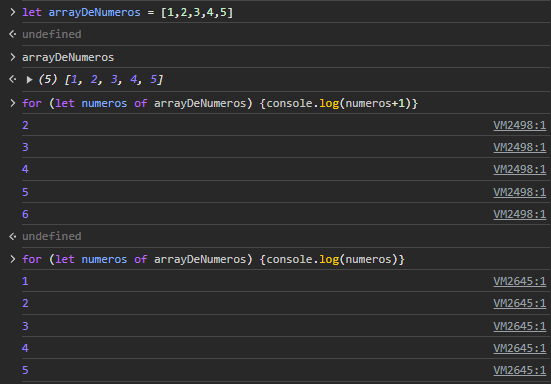 > let arrayDeNumeros = [1,2,3,4,5]
undefined
> arrayDeNumeros
(5) [1, 2, 3, 4, 5]
> for (let numeros of arrayDeNumeros) {console.log(numeros+1)}
2 VM2498:1
3 VM2498:1
4 VM2498:1
5 VM2498:1
6 VM2498:1
undefined
> for (let numeros of arrayDeNumeros) {console.log(numeros)}
1 VM2645:1
2 VM2645:1
3 VM2645:1
4 VM2645:1
5 VM2645:1